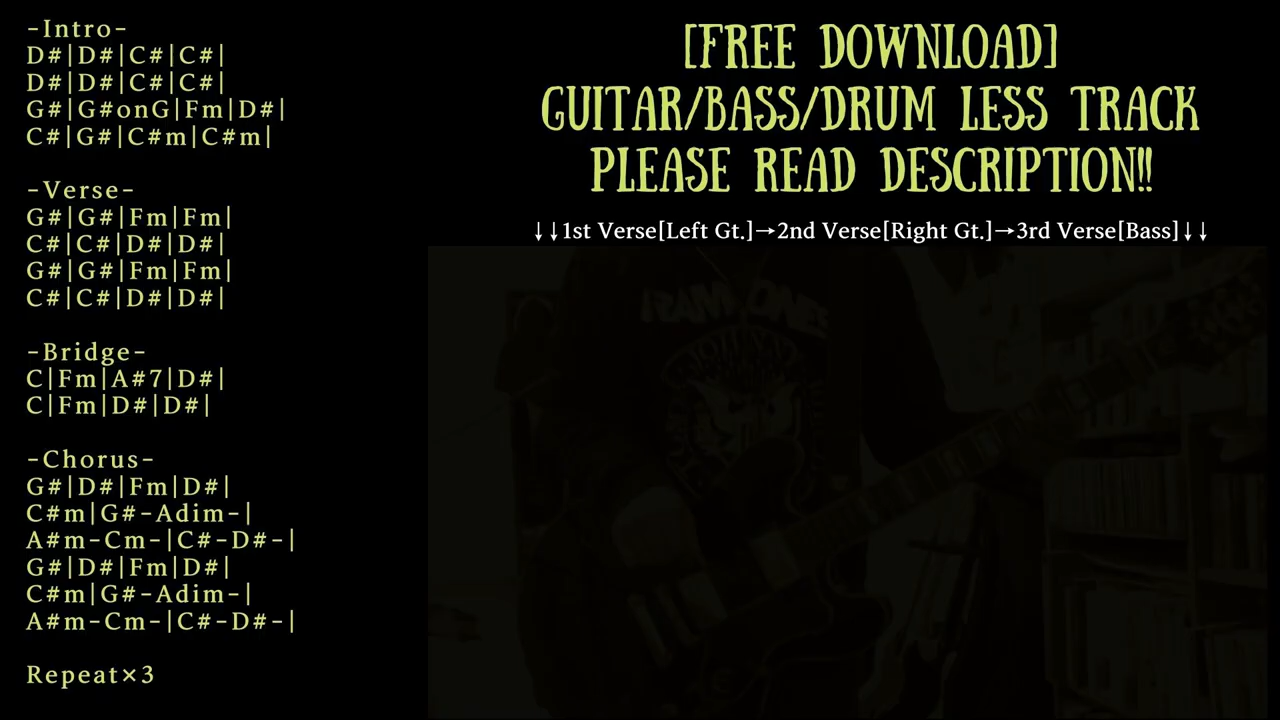 -Intro-
D#|D#|C#|C#|
D#|D#|C#|C#|
G#|G#onG|Fm|D#|
C#|G#|C#m|C#m|
-Verse-
G#|G#|Fm|Fm|
C#|C#|D#|D#|
G#|G#|Fm|Fm|
C#|C#|D#|D#|
-Bridge-
C|Fm|A#7|D#|
C|Fm|D#|D#|
-Chorus-
G#|D#|Fm|D#|
C#m|G#-Adim-|
A#m-Cm-|C#-D#-|
G#|D#|Fm|D#|
C#m|G#-Adim-|
A#m-Cm-|C#-D#-|
Repeat×3
[FREE DOWNLOAD]
GUITAR/BASS/DRUM LESS TRACK
PLEASE READ DESCRIPTION!!
↓↓1st Verse[Left Gt.]→2nd Verse[Right Gt.]→3rd Verse[Bass]↓↓